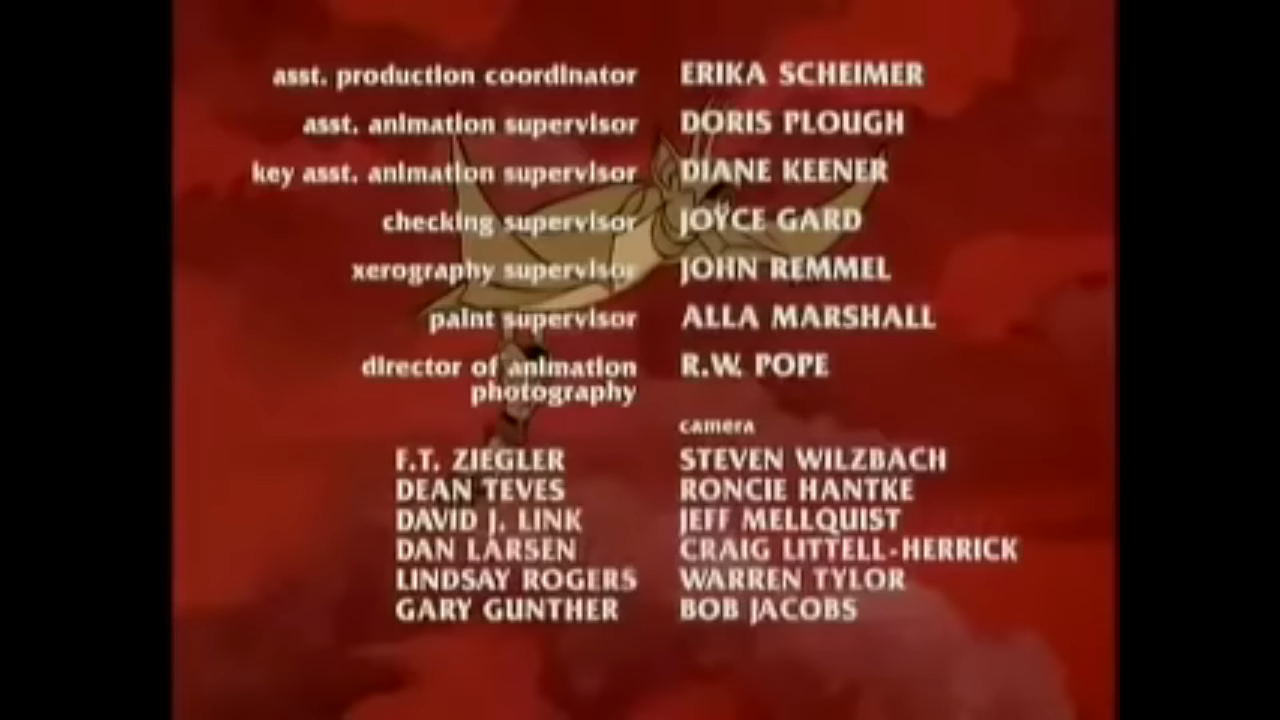 asst. production coordinator ERIKA SCHEIMER
asst. animation supervisor DORIS PLOUGH
key asst. animation supervisor DIANE KEENER
checking supervisor JOYCE GARD
xerography supervisor JOHN REMMEL
paint supervisor ALLA MARSHALL
director of animation R.W. POPE
photography
camera
F.T. ZIEGLER STEVEN WILZBACH
DEAN TEVES RONCIE HANTKE
DAVID J. LINK JEFF MELLQUIST
DAN LARSEN CRAIG LITTELL-HERRICK
LINDSAY ROGERS WARREN TYLOR
GARY GUNTHER BOB JACOBS